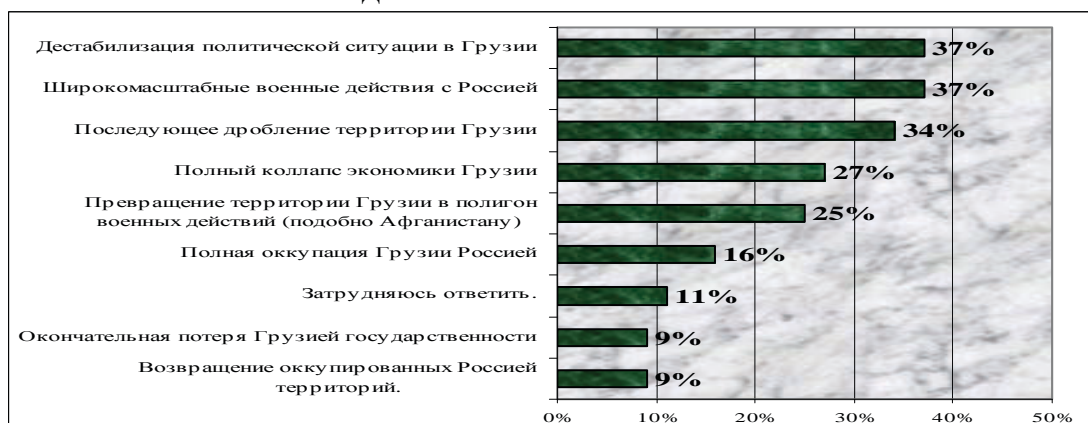 Дестабилизация политической ситуации в Грузии
37%
Широкомасштабные военные действия с Россией
37%
Последующее дробление территории Грузии
34%
Полный коллапс экономики Грузии
27%
Превращение территории Грузии в полигон
военных действий (подобно Афганистану)
25%
Полная оккупация Грузии Россией
16%
Затрудняюсь ответить.
11%
Окончательная потеря Грузией государственности
9%
Возвращение оккупированных Россией
территорий.
9%
0% 10% 20% 30% 40% 50%